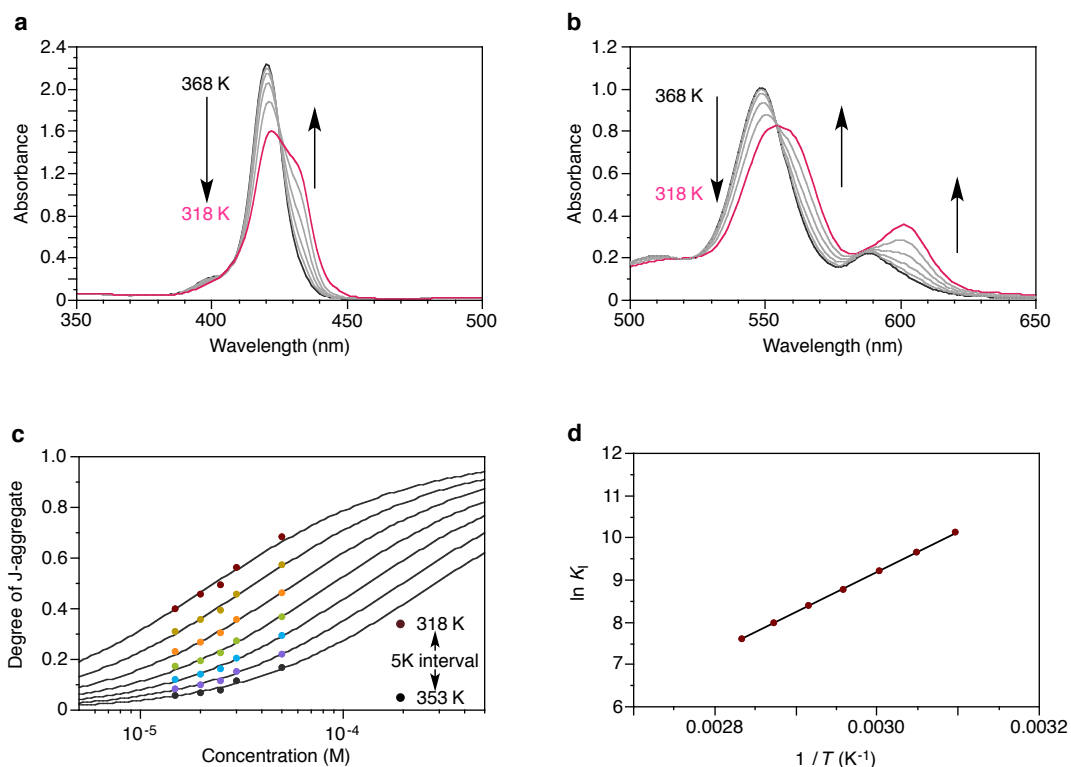 a
2.4
2.0
1.6
1.2
0.8
0.4
0
Absorbance
368 K
318 K
350
400
450
500
Wavelength (nm)
b
1.2
1.0
0.8
0.6
0.4
0.2
0
Absorbance
368 K
318 K
500
550
600
650
Wavelength (nm)
c
1.0
0.8
0.6
0.4
0.2
0
Degree of J-aggregate
318 K
5K interval
353 K
10-5
10-4
Concentration (M)
d
12
11
10
9
8
7
6
ln KI
0.0028
0.0030
0.0032
1 / T (K-1)